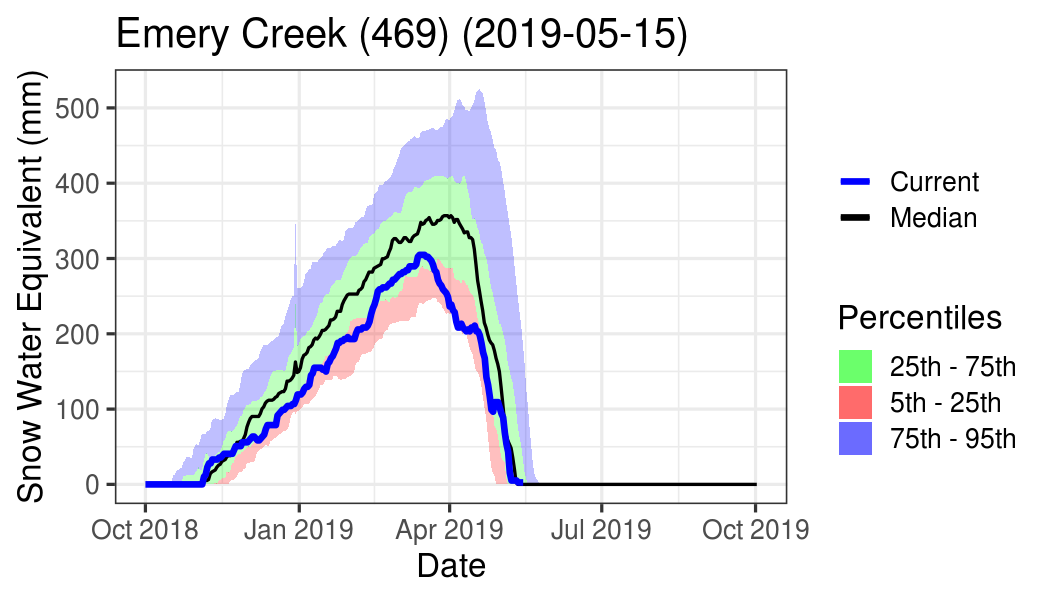 Emery Creek (469) (2019-05-15)
Snow Water Equivalent (mm)
500
400
300
200
100
0
Oct 2018
Jan 2019
Apr 2019
Jul 2019
Oct 2019
Date
Current
Median
Percentiles
25th - 75th
5th - 25th
75th - 95th